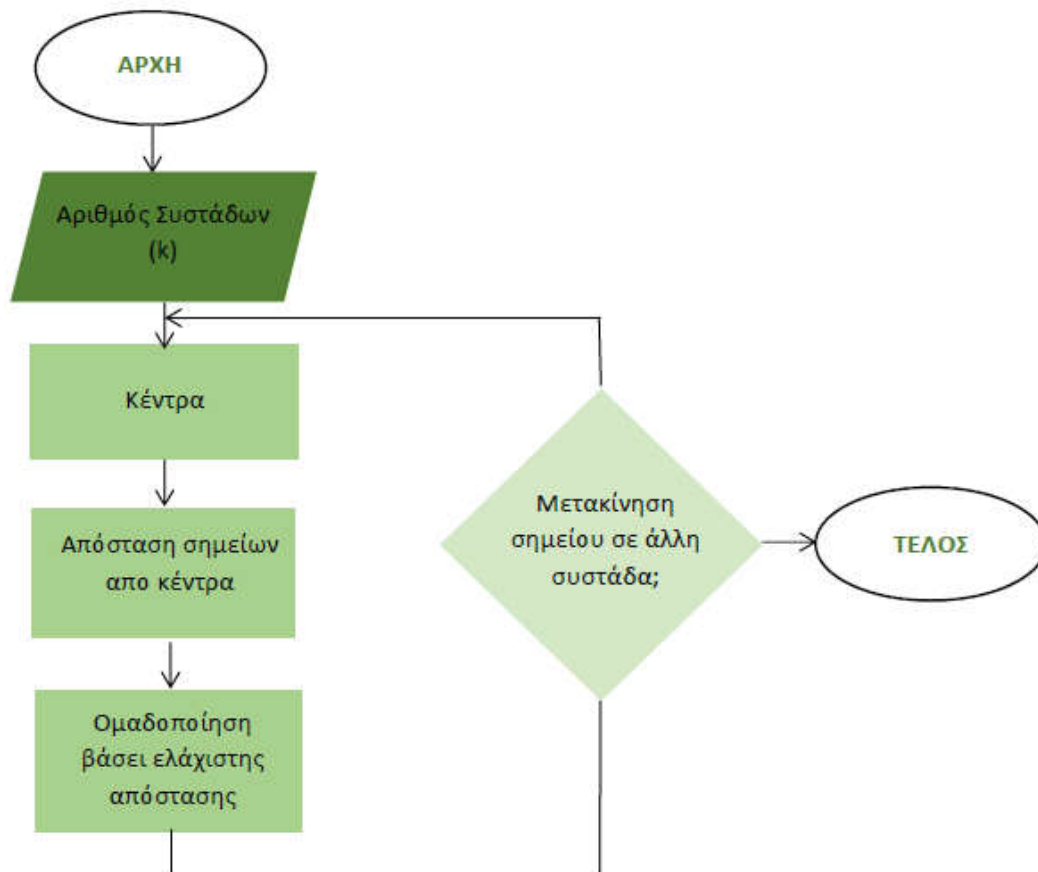 ΑΡΧΗ
Αριθμός Συστάδων
(k)
Κέντρα
Απόσταση σημείων
απο κέντρα
Ομαδοποίηση
βάσει ελάχιστης
απόστασης
Μετακίνηση
σημείου σε άλλη
συστάδα;
ΤΕΛΟΣ